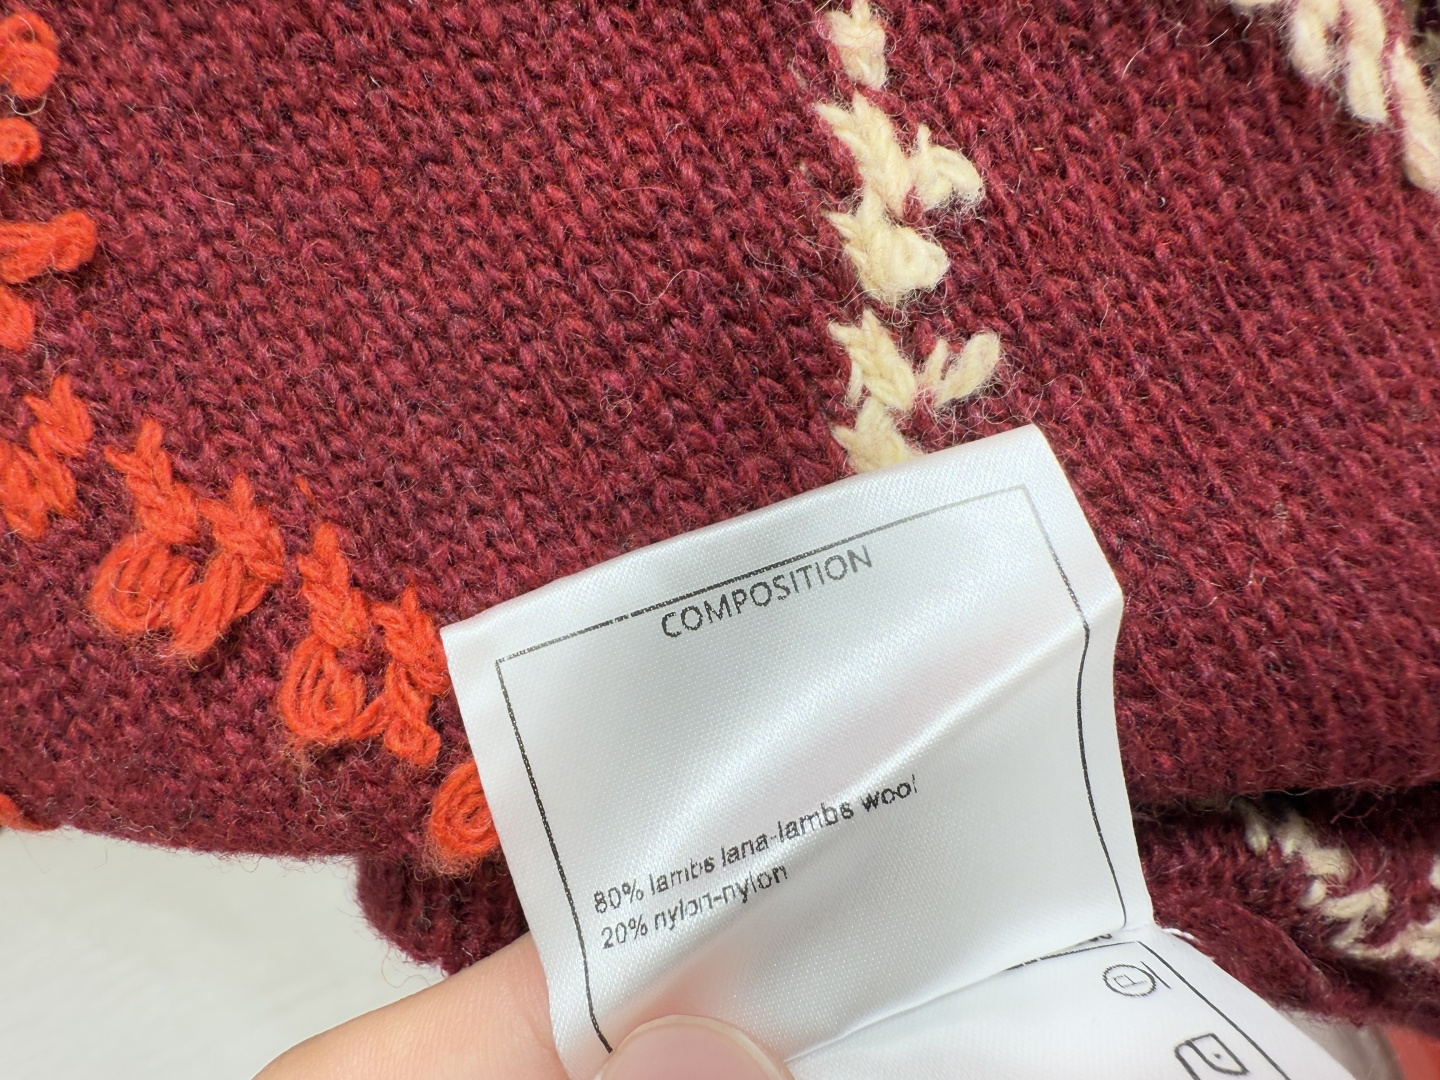 COMPOSITION
80% lambs lana-lambs wool
20% nylon-nylon
P